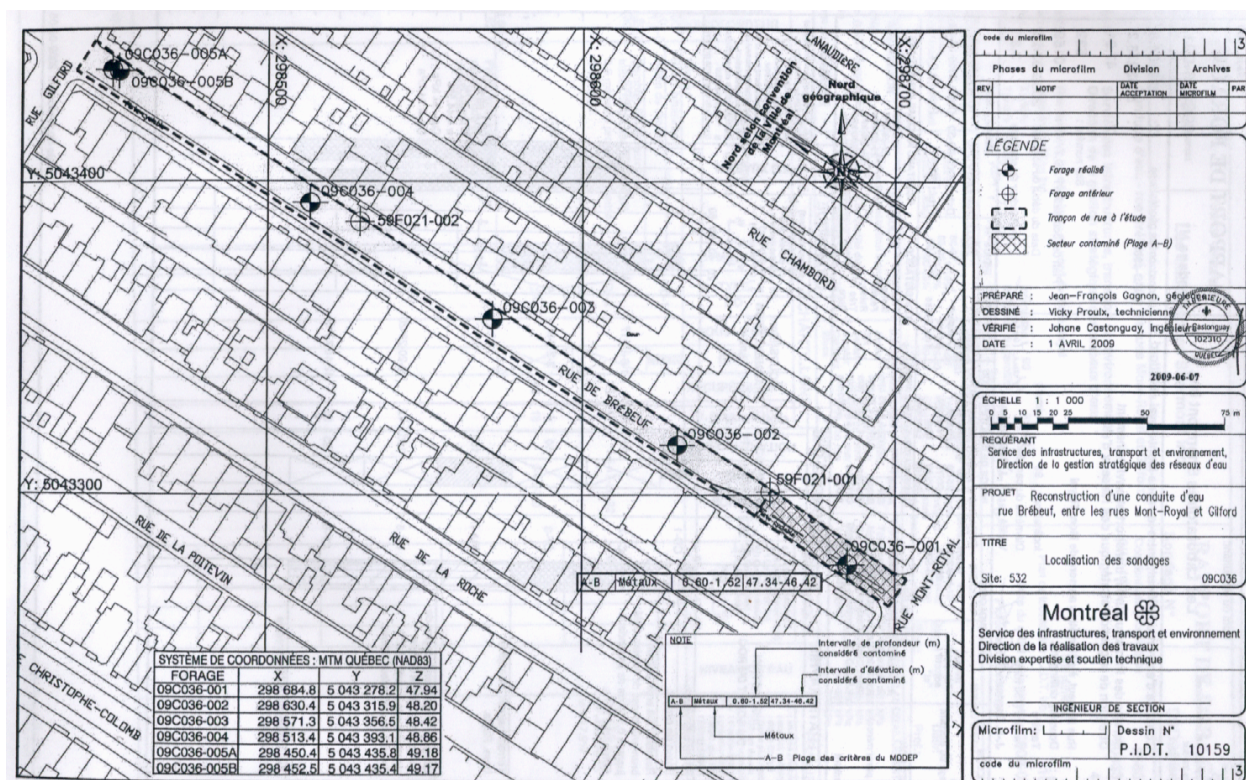 09C036-005A
09C036-005B
RUE GILFORD
X: 298500
X: 298600
X: 298700
LANAUDIÈRE
Nord
géographique
Nord selon convention
de la Ville de
Montréal
N
Y: 5043400
09C036-004
59F021-002
RUE CHAMBORD
09C036-003
RUE DE BRÉBEUF
09C036-002
59F021-001
Y: 5043300
09C036-001
RUE MONT-ROYAL
RUE DE LA POITEVIN
RUE DE LA ROCHE
A-B Métaux 0.60-1.52 47.34-46.42
CHRISTOPHE-COLOMB
SYSTÈME DE COORDONNÉES : MTM QUÉBEC (NAD83)
FORAGE X Y Z
09C036-001 298 684.8 5 043 278.2 47.94
09C036-002 298 630.4 5 043 315.9 48.20
09C036-003 298 571.3 5 043 356.5 48.42
09C036-004 298 513.4 5 043 393.1 48.86
09C036-005A 298 450.4 5 043 435.8 49.18
09C036-005B 298 452.5 5 043 435.4 49.17
NOTE
Intervalle de profondeur (m)
considéré contaminé
Intervalle d'élévation (m)
considéré contaminé
A-B Métaux 0.60-1.52 47.34-46.42
Métaux
A-B Plage des critères du MDDEP
code du microfilm
3
Phases du microfilm Division Archives
REV. MOTIF DATE ACCEPTATION DATE MICROFILM PAR
LÉGENDE
Forage réalisé
Forage antérieur
Tronçon de rue à l'étude
Secteur contaminé (Plage A-B)
PRÉPARÉ : Jean-François Gagnon, géologue
DESSINÉ : Vicky Proulx, technicienne
VÉRIFIÉ : Johane Castonguay, ingénieure
DATE : 1 AVRIL 2009
INGÉNIEURE
Castonguay
102310
QUÉBEC
2009-06-07
ÉCHELLE 1 : 1 000
0 5 10 15 20 25 50 75 m
REQUÉRANT
Service des infrastructures, transport et environnement,
Direction de la gestion stratégique des réseaux d'eau
PROJET Reconstruction d'une conduite d'eau
rue Brébeuf, entre les rues Mont-Royal et Gilford
TITRE
Localisation des sondages
Site: 532 09C036
Montréal
Service des infrastructures, transport et environnement
Direction de la réalisation des travaux
Division expertise et soutien technique
INGÉNIEUR DE SECTION
Microfilm: Dessin N°
P.I.D.T. 10159
code du microfilm
3